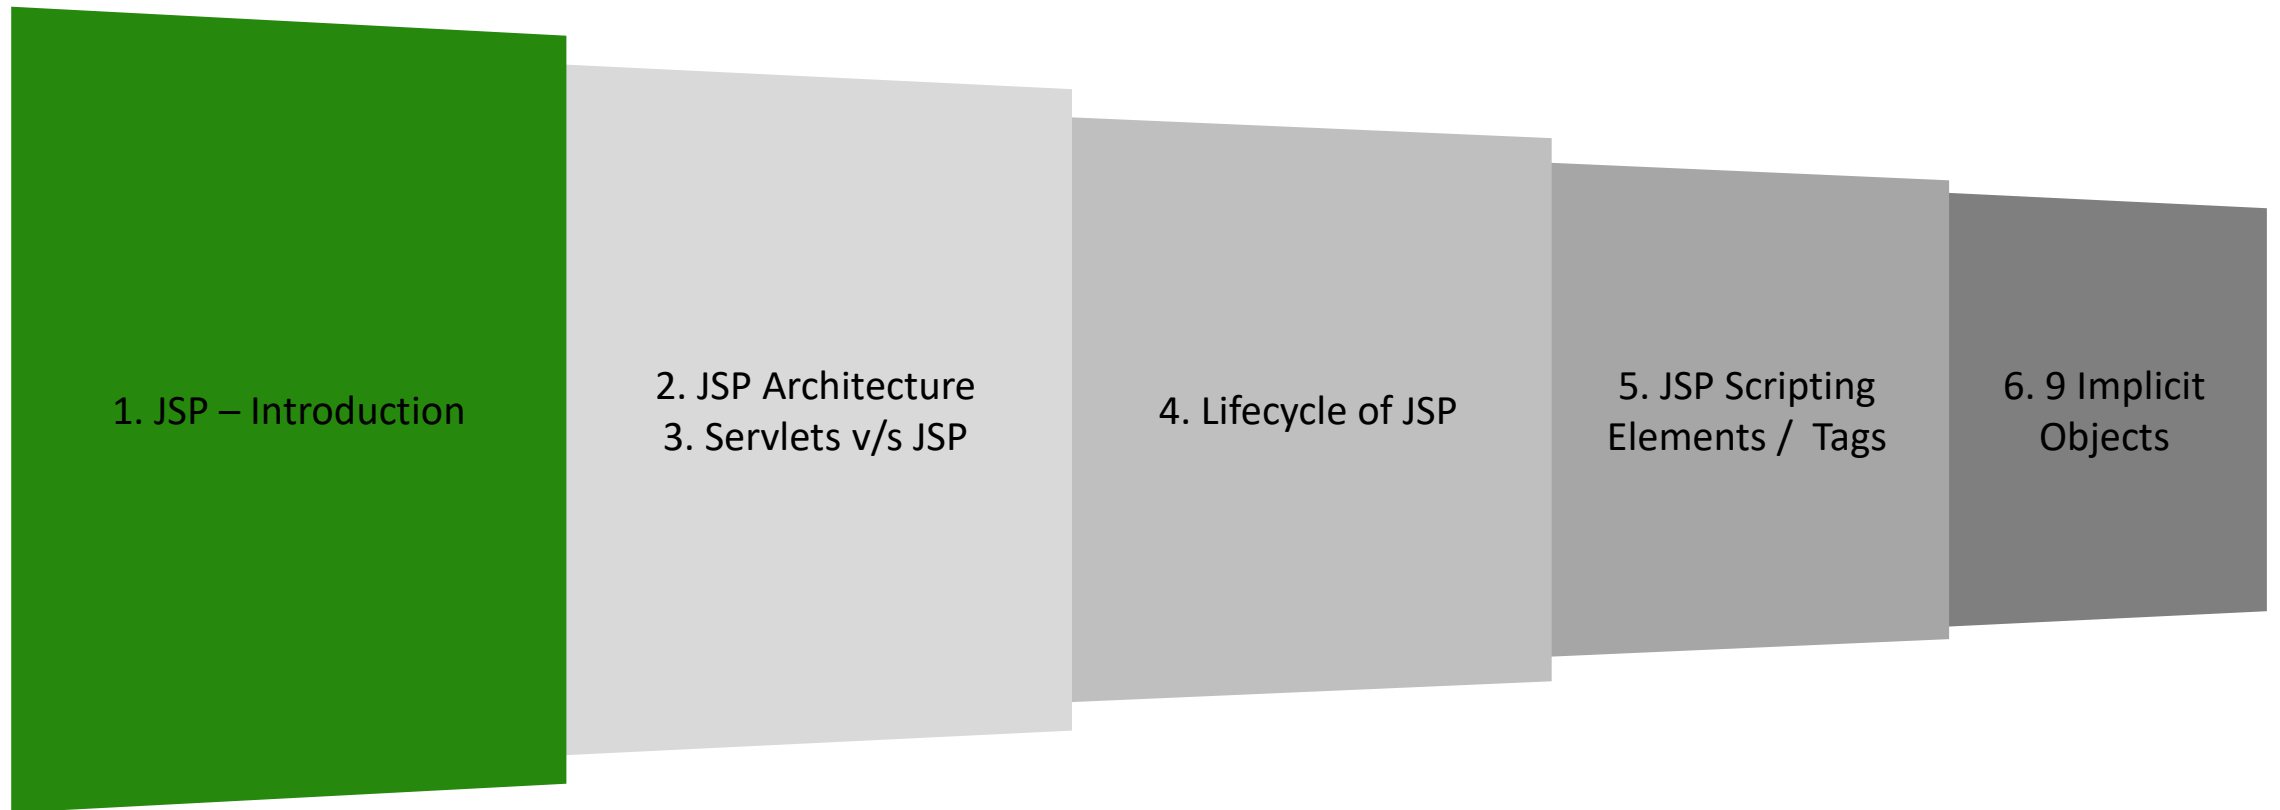 1. JSP – Introduction
2. JSP Architecture
3. Servlets v/s JSP
4. Lifecycle of JSP
5. JSP Scripting
Elements /  Tags
6. 9 Implicit
Objects